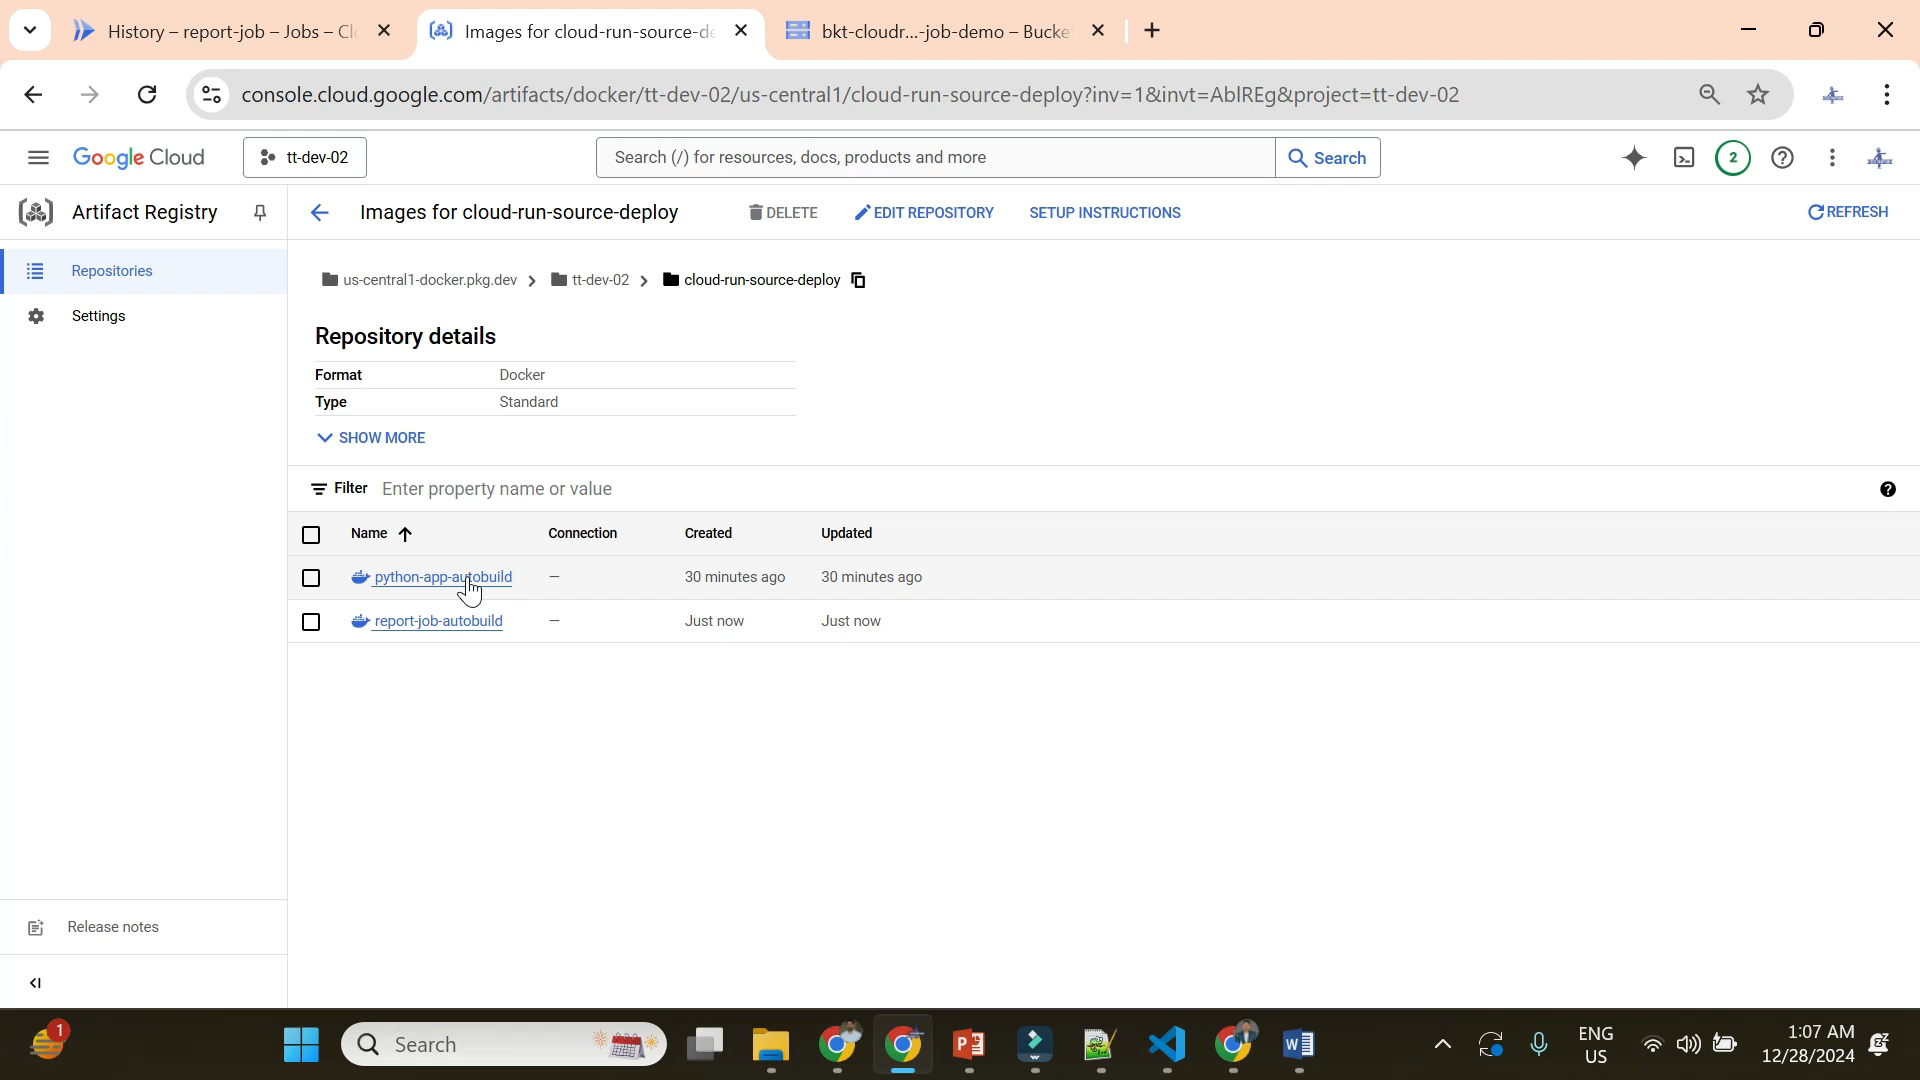 History – report-job – Jobs – Clo
Images for cloud-run-source-de
bkt-cloudr...-job-demo – Bucket
console.cloud.google.com/artifacts/docker/tt-dev-02/us-central1/cloud-run-source-deploy?inv=1&invt=AblREg&project=tt-dev-02
Google Cloud
tt-dev-02
Search (/) for resources, docs, products and more
Search
2
Artifact Registry
Images for cloud-run-source-deploy
DELETE
EDIT REPOSITORY
SETUP INSTRUCTIONS
REFRESH
Repositories
Settings
us-central1-docker.pkg.dev
tt-dev-02
cloud-run-source-deploy
Repository details
Format Docker
Type Standard
SHOW MORE
Filter Enter property name or value
Name Connection Created Updated
python-app-autobuild — 30 minutes ago 30 minutes ago
report-job-autobuild — Just now Just now
Release notes
1
Search
ENG
US
1:07 AM
12/28/2024